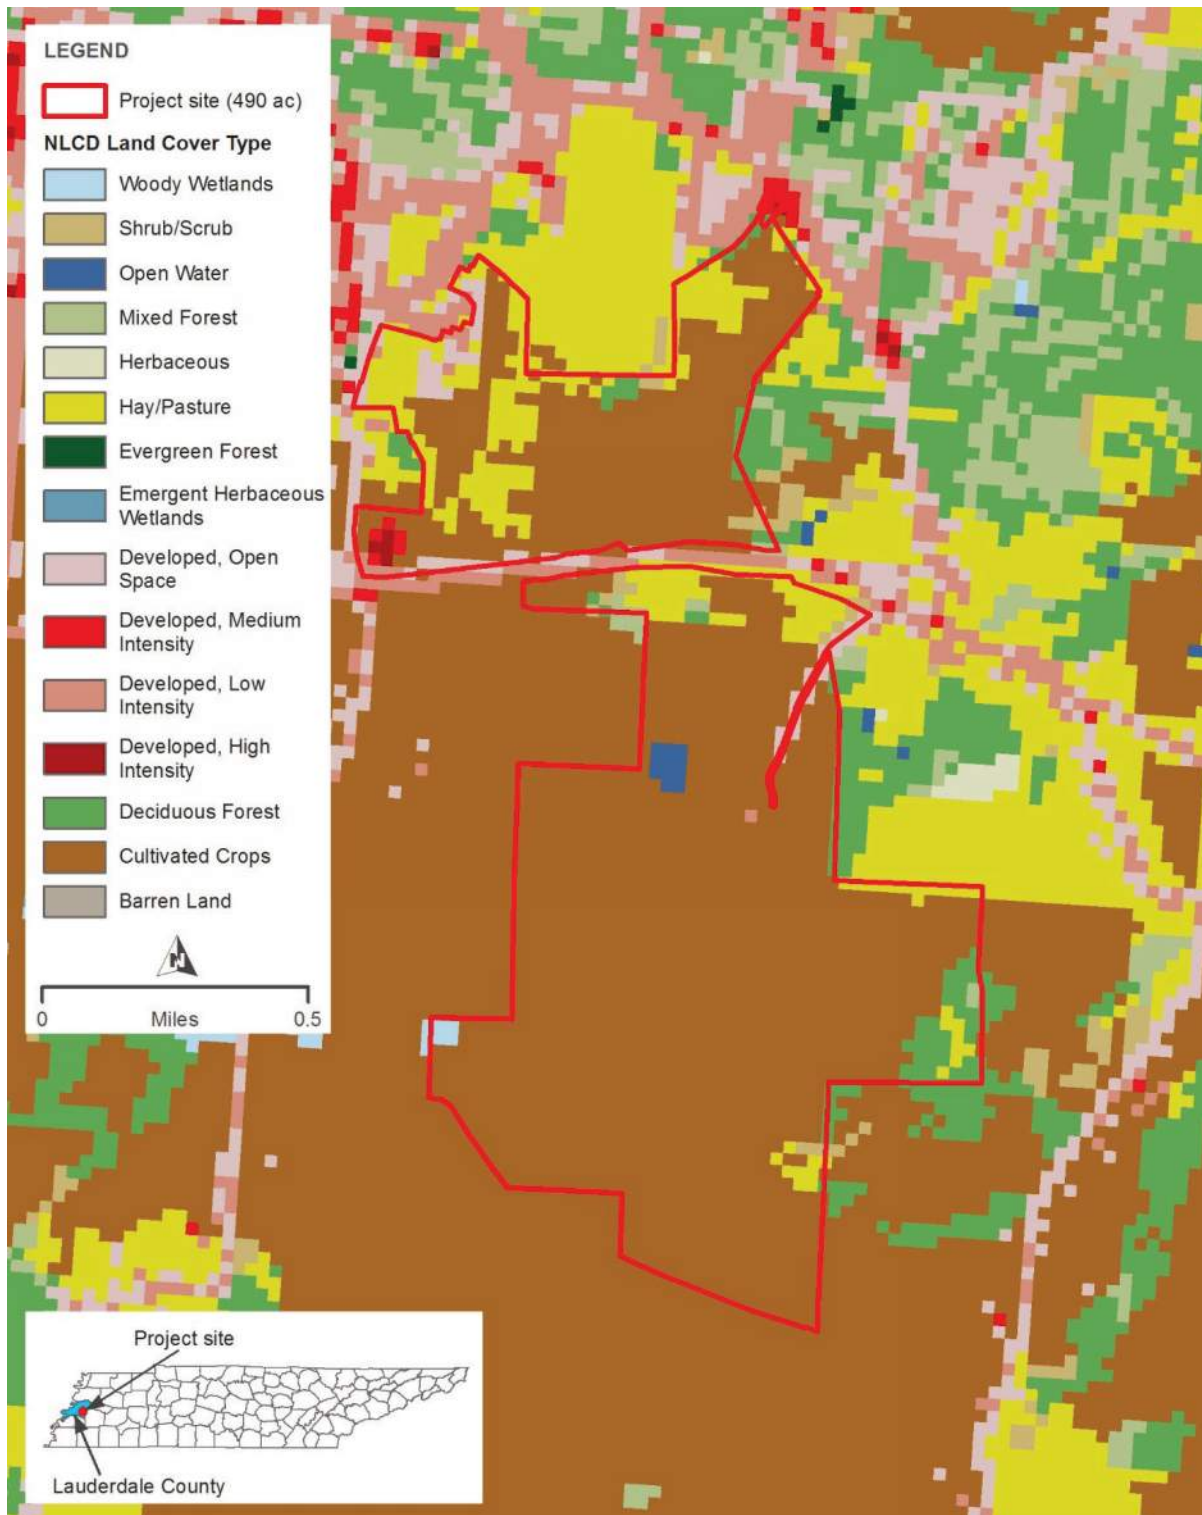 LEGEND
Project site (490 ac)
NLCD Land Cover Type
Woody Wetlands
Shrub/Scrub
Open Water
Mixed Forest
Herbaceous
Hay/Pasture
Evergreen Forest
Emergent Herbaceous
Wetlands
Developed, Open
Space
Developed, Medium
Intensity
Developed, Low
Intensity
Developed, High
Intensity
Deciduous Forest
Cultivated Crops
Barren Land
N
0 Miles 0.5
Project site
Lauderdale County